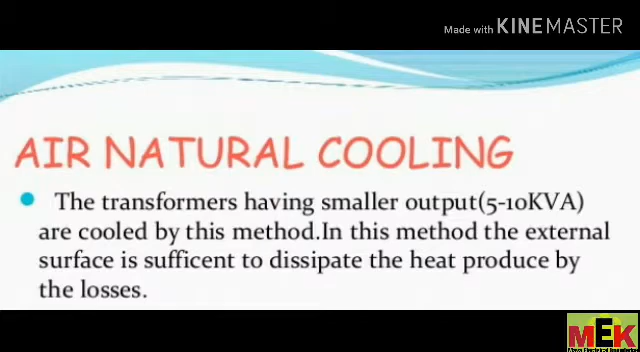 Made with KINEMASTER
AIR NATURAL COOLING
The transformers having smaller output(5-10KVA)
are cooled by this method.In this method the external
surface is sufficent to dissipate the heat produce by
the losses.
MEK